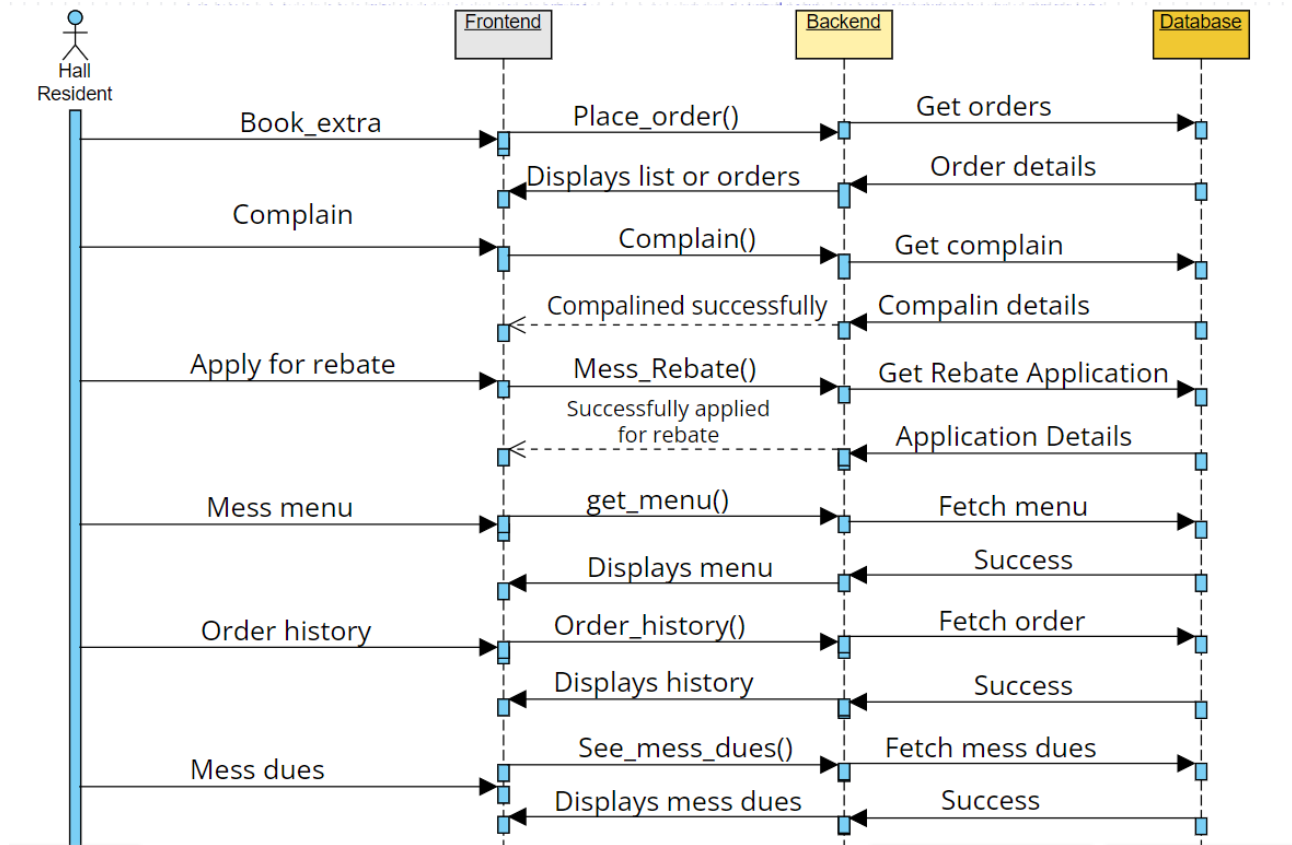 Frontend
Backend
Database
Hall
Resident
Book_extra
Place_order()
Get orders
Displays list or orders
Order details
Complain
Complain()
Get complain
Compalined successfully
Compalin details
Apply for rebate
Mess_Rebate()
Get Rebate Application
Successfully applied
for rebate
Application Details
Mess menu
get_menu()
Fetch menu
Displays menu
Success
Order history
Order_history()
Fetch order
Displays history
Success
Mess dues
See_mess_dues()
Fetch mess dues
Displays mess dues
Success